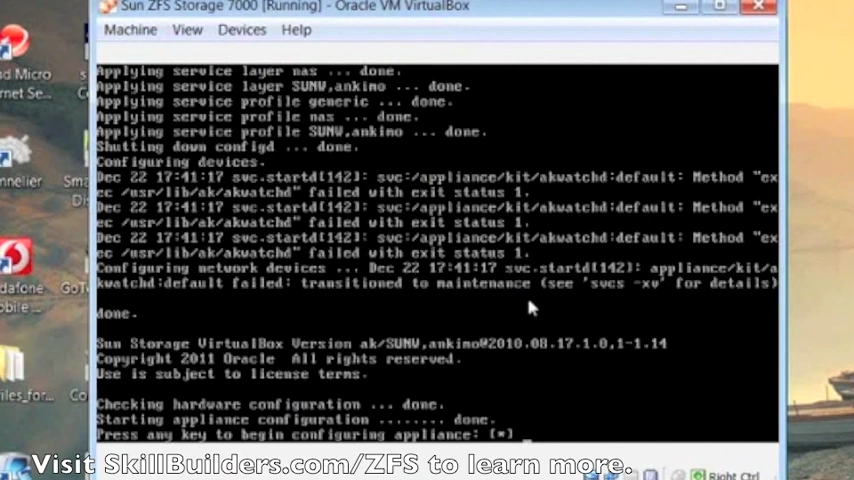 Sun ZFS Storage 7000 [Running] - Oracle VM VirtualBox
Machine View Devices Help
Applying service layer nas ... done.
Applying service layer SUNW,ankimo ... done.
Applying service profile generic ... done.
Applying service profile nas ... done.
Applying service profile SUNW,ankimo ... done.
Shutting down configd ... done.
Configuring devices.
Dec 22 17:41:17 svc.startd[142]: svc:/appliance/kit/akwatchd:default: Method "ex
ec /usr/lib/ak/akwatchd" failed with exit status 1.
Dec 22 17:41:17 svc.startd[142]: svc:/appliance/kit/akwatchd:default: Method "ex
ec /usr/lib/ak/akwatchd" failed with exit status 1.
Dec 22 17:41:17 svc.startd[142]: svc:/appliance/kit/akwatchd:default: Method "ex
ec /usr/lib/ak/akwatchd" failed with exit status 1.
Configuring network devices ... Dec 22 17:41:17 svc.startd[142]: appliance/kit/a
kwatchd:default failed: transitioned to maintenance (see 'svcs -xv' for details)
done.
Sun Storage VirtualBox Version ak/SUNW,ankimo@2010.08.17.1.0,1-1.14
Copyright 2011 Oracle All rights reserved.
Use is subject to license terms.
Checking hardware configuration ... done.
Starting appliance configuration ........ done.
Press any key to begin configuring appliance: [*]
nd Micro
rnet Se...
nnelier
Sma
odafone
obile ...
GoT
iles_for...
Visit SkillBuilders.com/ZFS to learn more.
Right Ctrl